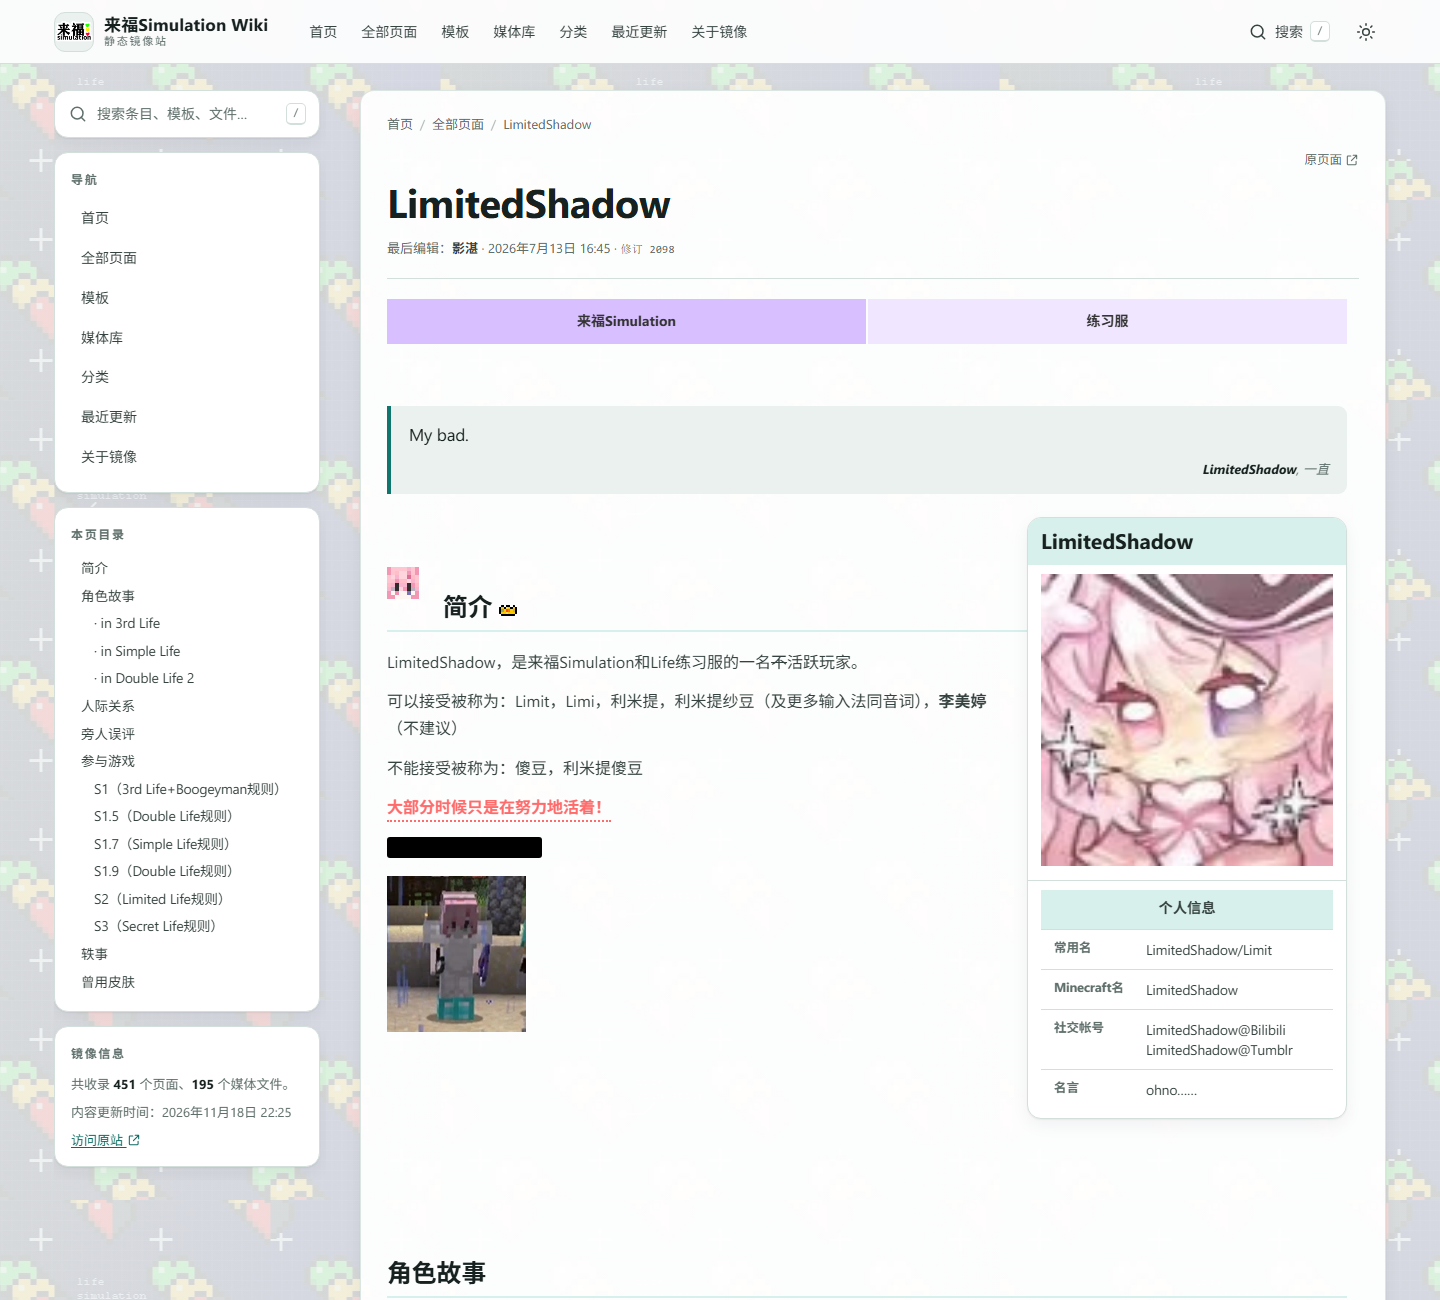 来福Simulation Wiki
静态镜像站
首页
全部页面
模板
媒体库
分类
最近更新
关于镜像
搜索
/
搜索条目、模板、文件...
/
导航
首页
全部页面
模板
媒体库
分类
最近更新
关于镜像
本页目录
简介
角色故事
· in 3rd Life
· in Simple Life
· in Double Life 2
人际关系
旁人误评
参与游戏
S1（3rd Life+Boogeyman规则）
S1.5（Double Life规则）
S1.7（Simple Life规则）
S1.9（Double Life规则）
S2（Limited Life规则）
S3（Secret Life规则）
轶事
曾用皮肤
镜像信息
共收录 451 个页面、195 个媒体文件。
内容更新时间：2026年11月18日 22:25
访问原站
首页 / 全部页面 / LimitedShadow
原页面
LimitedShadow
最后编辑：影湛 · 2026年7月13日 16:45 · 修订 2098
来福Simulation
练习服
My bad.
LimitedShadow, 一直
简介
LimitedShadow，是来福Simulation和Life练习服的一名不活跃玩家。
可以接受被称为：Limit，Limi，利米提，利米提纱豆（及更多输入法同音词），李美婷
（不建议）
不能接受被称为：傻豆，利米提傻豆
大部分时候只是在努力地活着！
LimitedShadow
个人信息
常用名 LimitedShadow/Limit
Minecraft名 LimitedShadow
社交帐号 LimitedShadow@Bilibili
LimitedShadow@Tumblr
名言 ohno……
角色故事
life
life
life
simulation
life
simulation